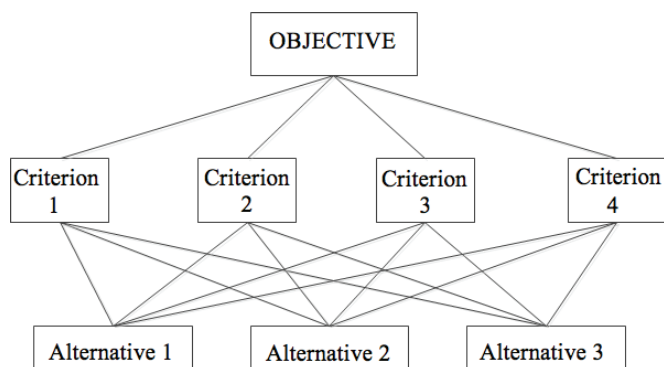 OBJECTIVE
Criterion
1
Criterion
2
Criterion
3
Criterion
4
Alternative 1
Alternative 2
Alternative 3